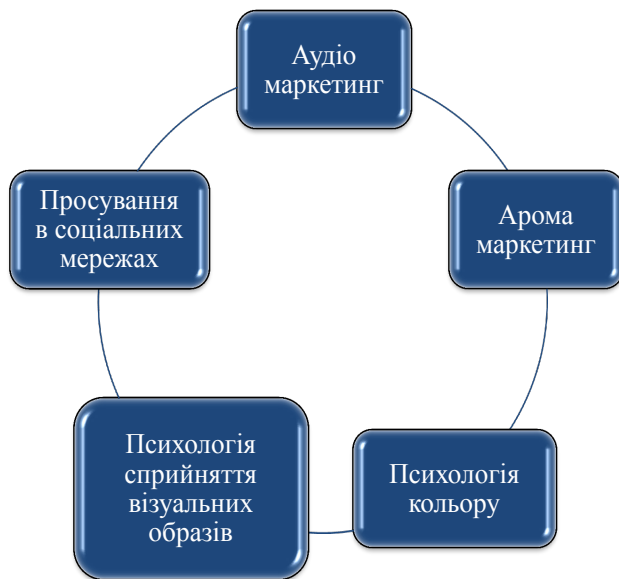 Аудіо
маркетинг
Арома
маркетинг
Психологія
кольору
Психологія
сприйняття
візуальних
образів
Просування
в соціальних
мережах